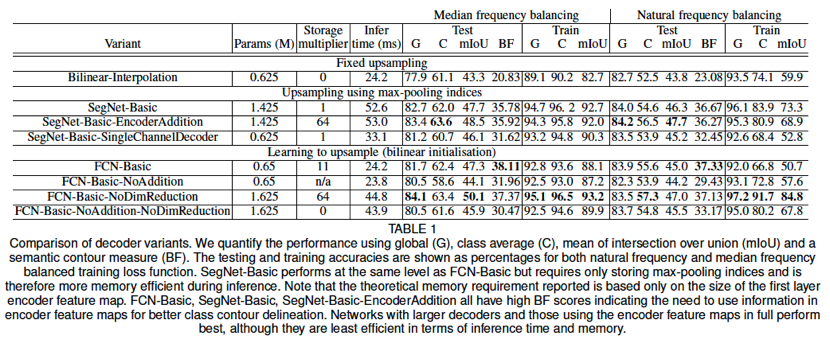 Median frequency balancing Natural frequency balancing
Storage Infer Test Train Test Train
Variant Params (M) multiplier time (ms) G C mIoU BF G C mIoU G C mIoU BF G C mIoU
Fixed upsampling
Bilinear-Interpolation 0.625 0 24.2 77.9 61.1 43.3 20.83 89.1 90.2 82.7 82.7 52.5 43.8 23.08 93.5 74.1 59.9
Upsampling using max-pooling indices
SegNet-Basic 1.425 1 52.6 82.7 62.0 47.7 35.78 94.7 96. 2 92.7 84.0 54.6 46.3 36.67 96.1 83.9 73.3
SegNet-Basic-EncoderAddition 1.425 64 53.0 83.4 63.6 48.5 35.92 94.3 95.8 92.0 84.2 56.5 47.7 36.27 95.3 80.9 68.9
SegNet-Basic-SingleChannelDecoder 0.625 1 33.1 81.2 60.7 46.1 31.62 93.2 94.8 90.3 83.5 53.9 45.2 32.45 92.6 68.4 52.8
Learning to upsample (bilinear initialisation)
FCN-Basic 0.65 11 24.2 81.7 62.4 47.3 38.11 92.8 93.6 88.1 83.9 55.6 45.0 37.33 92.0 66.8 50.7
FCN-Basic-NoAddition 0.65 n/a 23.8 80.5 58.6 44.1 31.96 92.5 93.0 87.2 82.3 53.9 44.2 29.43 93.1 72.8 57.6
FCN-Basic-NoDimReduction 1.625 64 44.8 84.1 63.4 50.1 37.37 95.1 96.5 93.2 83.5 57.3 47.0 37.13 97.2 91.7 84.8
FCN-Basic-NoAddition-NoDimReduction 1.625 0 43.9 80.5 61.6 45.9 30.47 92.5 94.6 89.9 83.7 54.8 45.5 33.17 95.0 80.2 67.8
TABLE 1
Comparison of decoder variants. We quantify the performance using global (G), class average (C), mean of intersection over union (mIoU) and a
semantic contour measure (BF). The testing and training accuracies are shown as percentages for both natural frequency and median frequency
balanced training loss function. SegNet-Basic performs at the same level as FCN-Basic but requires only storing max-pooling indices and is
therefore more memory efficient during inference. Note that the theoretical memory requirement reported is based only on the size of the first layer
encoder feature map. FCN-Basic, SegNet-Basic, SegNet-Basic-EncoderAddition all have high BF scores indicating the need to use information in
encoder feature maps for better class contour delineation. Networks with larger decoders and those using the encoder feature maps in full perform
best, although they are least efficient in terms of inference time and memory.